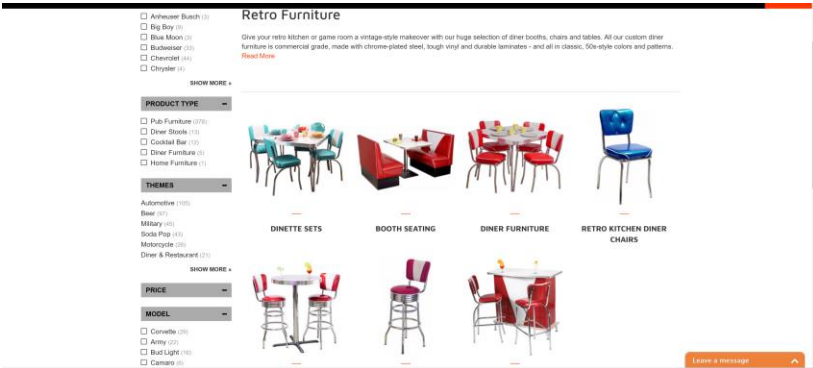 Anheuser Busch (3)
Big Boy (9)
Blue Moon (3)
Budweiser (33)
Chevrolet (44)
Chrysler (4)
SHOW MORE »
PRODUCT TYPE –
Pub Furniture (378)
Diner Stools (13)
Cocktail Bar (12)
Diner Furniture (9)
Home Furniture (1)
THEMES –
Automotive (105)
Beer (97)
Military (45)
Soda Pop (43)
Motorcycle (26)
Diner & Restaurant (21)
SHOW MORE »
PRICE –
MODEL –
Corvette (29)
Army (22)
Bud Light (10)
Camaro (8)
Retro Furniture
Give your retro kitchen or game room a vintage-style makeover with our huge selection of diner booths, chairs and tables. All our custom diner
furniture is commercial grade, made with chrome-plated steel, tough vinyl and durable laminates - and all in classic, 50s-style colors and patterns.
Read More
DINETTE SETS
BOOTH SEATING
DINER FURNITURE
RETRO KITCHEN DINER
CHAIRS
Leave a message